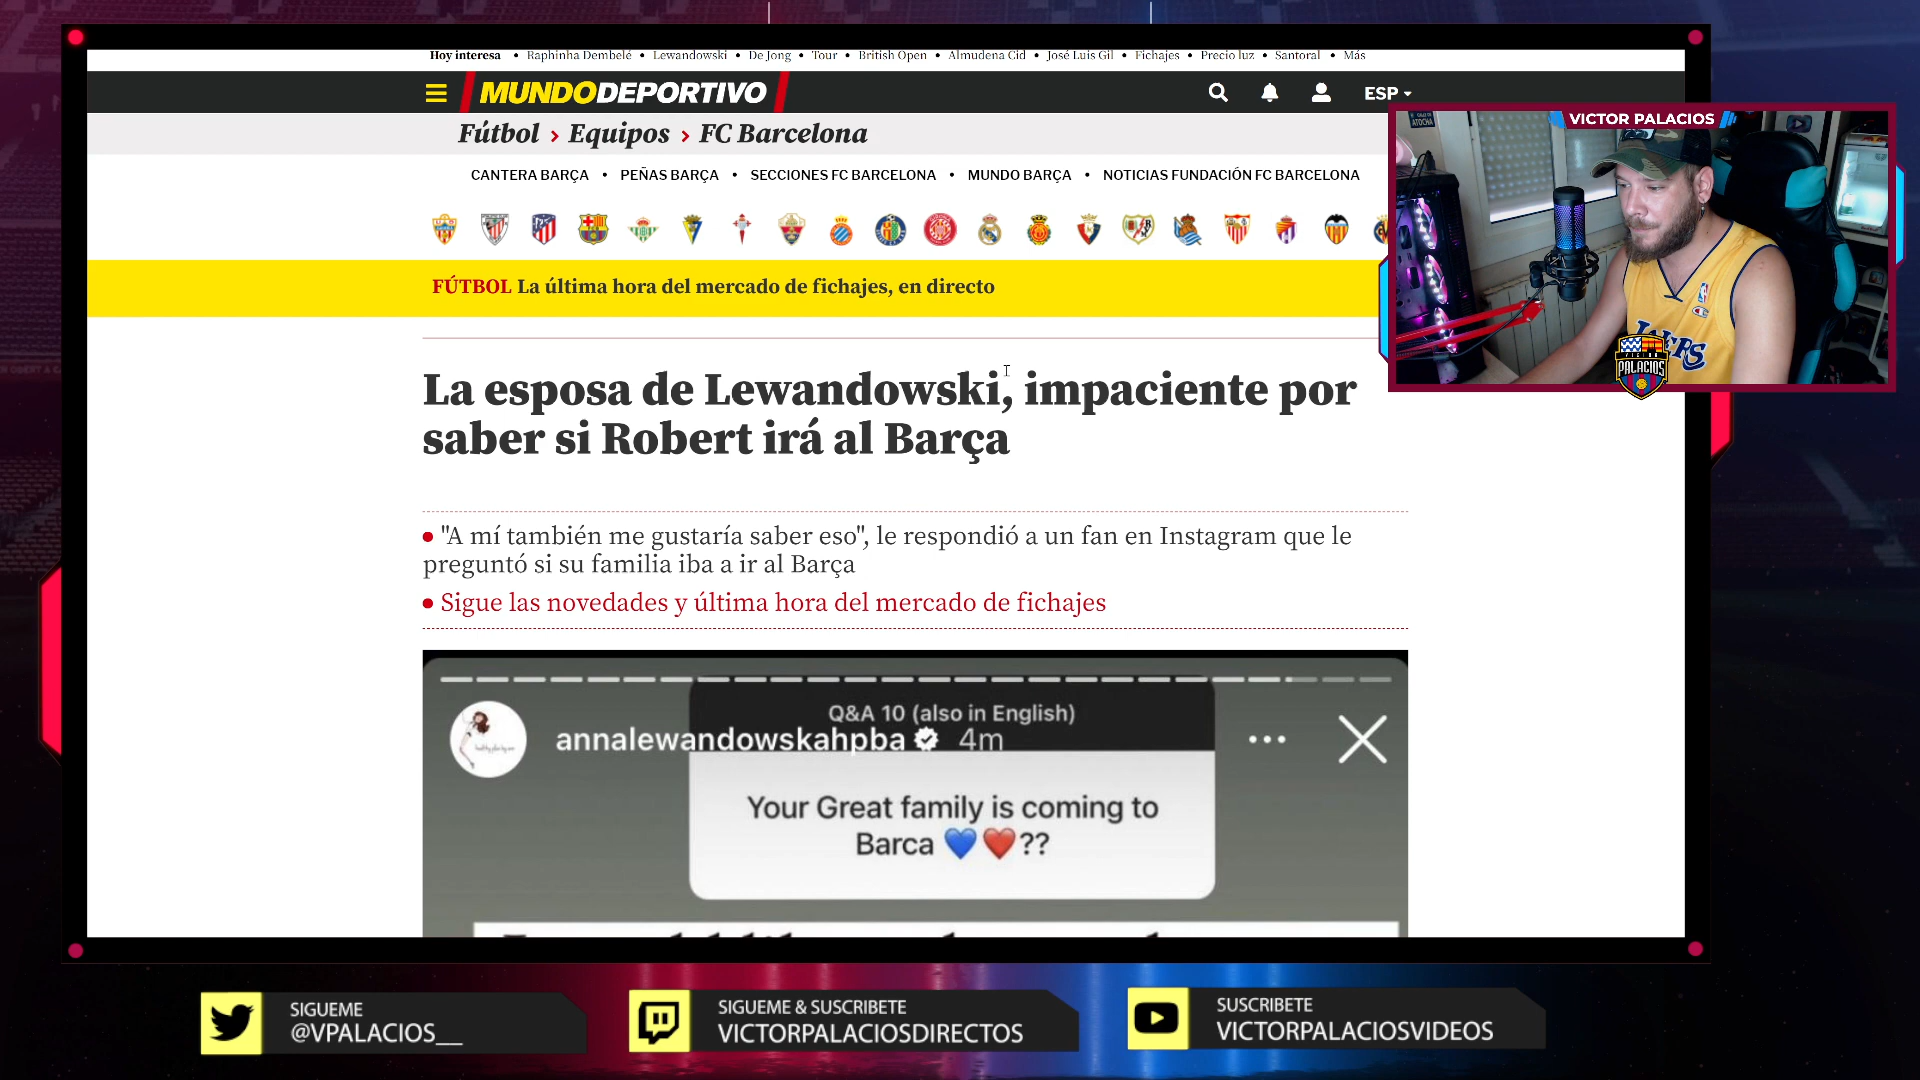 Hoy interesa • Raphinha Dembelé • Lewandowski • De Jong • Tour • British Open • Almudena Cid • José Luis Gil • Fichajes • Precio luz • Santoral • Más
MUNDODEPORTIVO
ESP
Fútbol > Equipos > FC Barcelona
CANTERA BARÇA • PEÑAS BARÇA • SECCIONES FC BARCELONA • MUNDO BARÇA • NOTICIAS FUNDACIÓN FC BARCELONA
FÚTBOL La última hora del mercado de fichajes, en directo
VICTOR PALACIOS
ATOCHA
LAKERS
PALACIOS
La esposa de Lewandowski, impaciente por
saber si Robert irá al Barça
• "A mí también me gustaría saber eso", le respondió a un fan en Instagram que le
preguntó si su familia iba a ir al Barça
• Sigue las novedades y última hora del mercado de fichajes
Q&A 10 (also in English)
annalewandowskahpba 4m
Your Great family is coming to
Barca 💙❤️??
SIGUEME
@VPALACIOS__
SIGUEME & SUSCRIBETE
VICTORPALACIOSDIRECTOS
SUSCRIBETE
VICTORPALACIOSVIDEOS